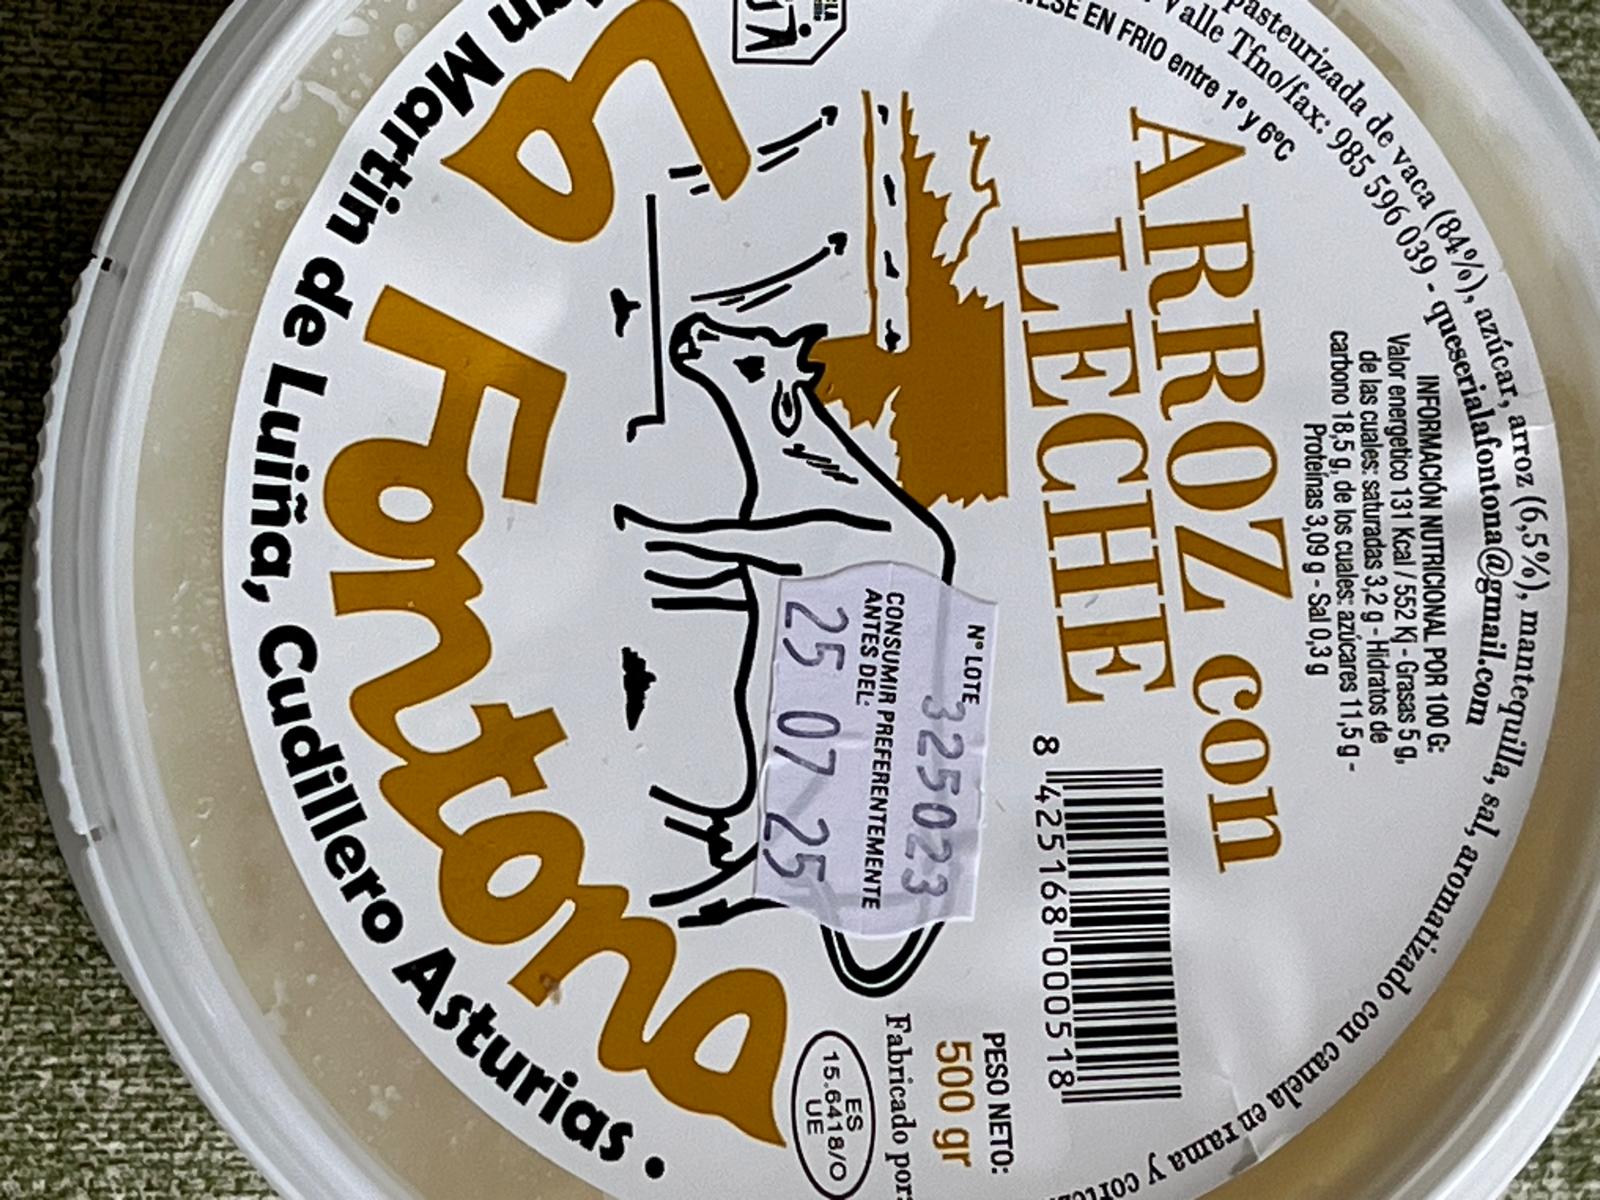 pasteurizada de vaca (84%), azúcar, arroz (6,5%), mantequilla, sal, aromatizado con canela en rama y
Valle Tfno/fax: 985 596 039 - queserialafontona@gmail.com
EN FRIO entre 1º y 6ºC
INFORMACIÓN NUTRICIONAL POR 100 G:
Valor energetico 131 Kcal / 552 Kj - Grasas 5 g,
de las cuales: saturadas 3,2 g - Hidratos de
carbono 18,5 g, de los cuales: azúcares 11,5 g -
Proteínas 3,09 g - Sal 0,3 g
ARROZ con
LECHE
8 425168 000518
Nº LOTE
325023
CONSUMIR PREFERENTEMENTE
ANTES DEL:
25 07 25
PESO NETO:
500 gr
Fabricado por:
ES
15.6418/O
UE
La Fontona
Martin de Luiña, Cudillero Asturias •